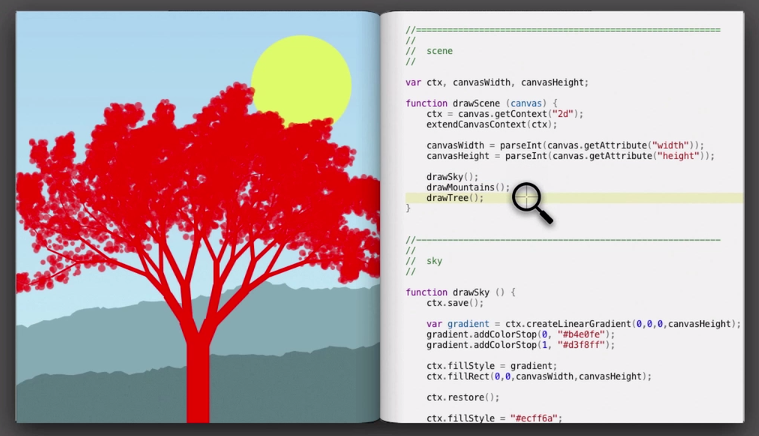 //==========================================================
//
//  scene
//
var ctx, canvasWidth, canvasHeight;
function drawScene (canvas) {
    ctx = canvas.getContext("2d");
    extendCanvasContext(ctx);
    canvasWidth = parseInt(canvas.getAttribute("width"));
    canvasHeight = parseInt(canvas.getAttribute("height"));
    drawSky();
    drawMountains();
    drawTree();
}
//==========================================================
//
//  sky
//
function drawSky () {
    ctx.save();
    var gradient = ctx.createLinearGradient(0,0,0,canvasHeight);
    gradient.addColorStop(0, "#b4e0fe");
    gradient.addColorStop(1, "#d3f8ff");
    ctx.fillStyle = gradient;
    ctx.fillRect(0,0,canvasWidth,canvasHeight);
    ctx.restore();
    ctx.fillStyle = "#ecff6a";